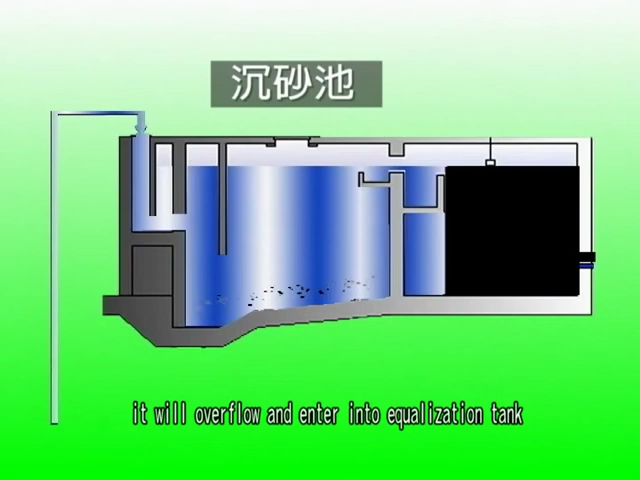 沉砂池
it will overflow and enter into equalization tank